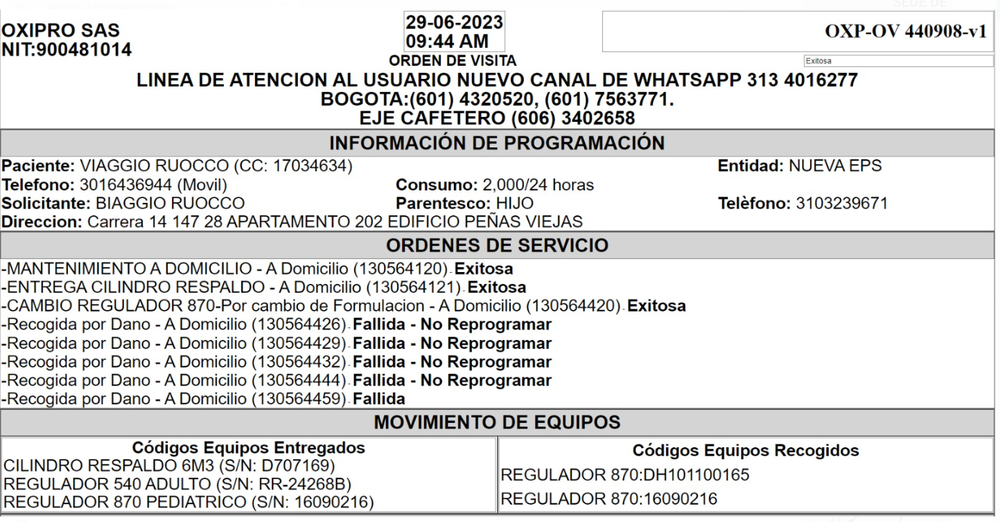 SEDE DE
OXIPRO SAS
NIT:900481014
29-06-2023
09:44 AM
ORDEN DE VISITA
OXP-OV 440908-v1
Exitosa
LINEA DE ATENCION AL USUARIO NUEVO CANAL DE WHATSAPP 313 4016277
BOGOTA:(601) 4320520, (601) 7563771.
EJE CAFETERO (606) 3402658
INFORMACIÓN DE PROGRAMACIÓN
Paciente: VIAGGIO RUOCCO (CC: 17034634) Entidad: NUEVA EPS
Telefono: 3016436944 (Movil) Consumo: 2,000/24 horas
Solicitante: BIAGGIO RUOCCO Parentesco: HIJO Telèfono: 3103239671
Direccion: Carrera 14 147 28 APARTAMENTO 202 EDIFICIO PEÑAS VIEJAS
ORDENES DE SERVICIO
-MANTENIMIENTO A DOMICILIO - A Domicilio (130564120)-Exitosa
-ENTREGA CILINDRO RESPALDO - A Domicilio (130564121)-Exitosa
-CAMBIO REGULADOR 870-Por cambio de Formulacion - A Domicilio (130564420)-Exitosa
-Recogida por Dano - A Domicilio (130564426)-Fallida - No Reprogramar
-Recogida por Dano - A Domicilio (130564429)-Fallida - No Reprogramar
-Recogida por Dano - A Domicilio (130564432)-Fallida - No Reprogramar
-Recogida por Dano - A Domicilio (130564444)-Fallida - No Reprogramar
-Recogida por Dano - A Domicilio (130564459)-Fallida
MOVIMIENTO DE EQUIPOS
Códigos Equipos Entregados
CILINDRO RESPALDO 6M3 (S/N: D707169)
REGULADOR 540 ADULTO (S/N: RR-24268B)
REGULADOR 870 PEDIATRICO (S/N: 16090216)
Códigos Equipos Recogidos
REGULADOR 870:DH101100165
REGULADOR 870:16090216